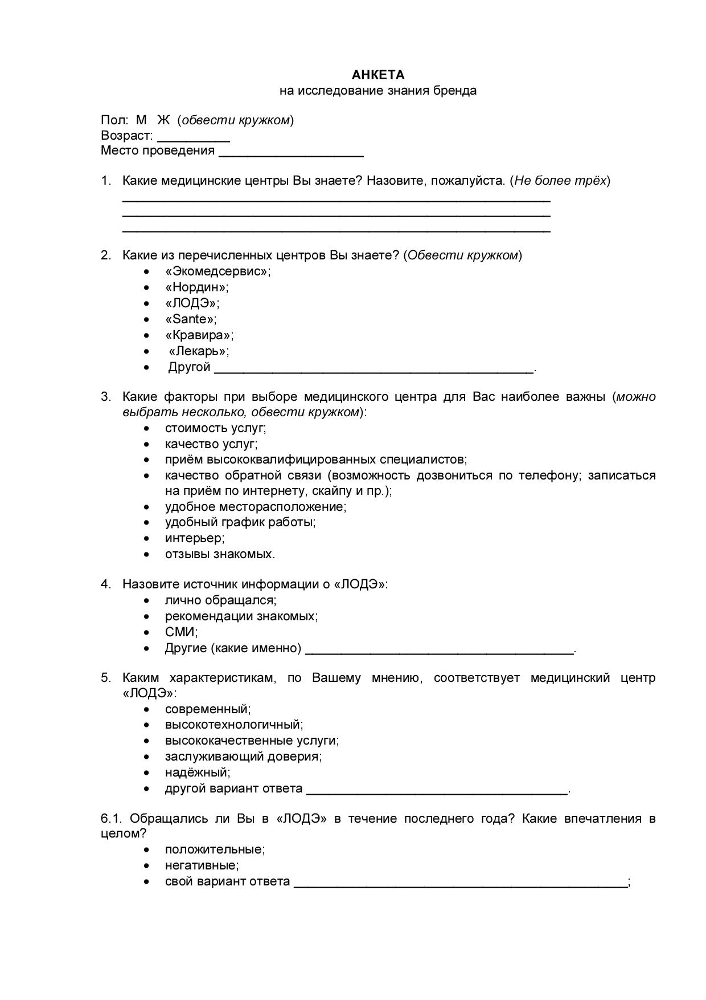 АНКЕТА
на исследование знания бренда
Пол: М Ж (обвести кружком)
Возраст: __________
Место проведения ____________________
1. Какие медицинские центры Вы знаете? Назовите, пожалуйста. (Не более трёх)
___________________________________________________________
___________________________________________________________
___________________________________________________________
2. Какие из перечисленных центров Вы знаете? (Обвести кружком)
• «Экомедсервис»;
• «Нордин»;
• «ЛОДЭ»;
• «Sante»;
• «Кравира»;
• «Лекарь»;
• Другой ____________________________________________.
3. Какие факторы при выборе медицинского центра для Вас наиболее важны (можно
выбрать несколько, обвести кружком):
• стоимость услуг;
• качество услуг;
• приём высококвалифицированных специалистов;
• качество обратной связи (возможность дозвониться по телефону; записаться
на приём по интернету, скайпу и пр.);
• удобное месторасположение;
• удобный график работы;
• интерьер;
• отзывы знакомых.
4. Назовите источник информации о «ЛОДЭ»:
• лично обращался;
• рекомендации знакомых;
• СМИ;
• Другие (какие именно) _____________________________________.
5. Каким характеристикам, по Вашему мнению, соответствует медицинский центр
«ЛОДЭ»:
• современный;
• высокотехнологичный;
• высококачественные услуги;
• заслуживающий доверия;
• надёжный;
• другой вариант ответа ____________________________________.
6.1. Обращались ли Вы в «ЛОДЭ» в течение последнего года? Какие впечатления в
целом?
• положительные;
• негативные;
• свой вариант ответа ______________________________________________;